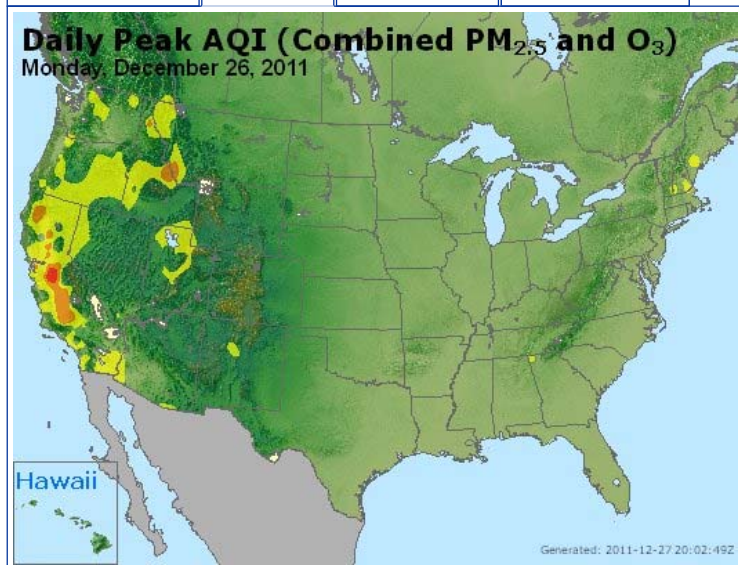 Daily Peak AQI (Combined PM2.5 and O3)
Monday, December 26, 2011
Hawaii
Generated: 2011-12-27 20:02:49Z